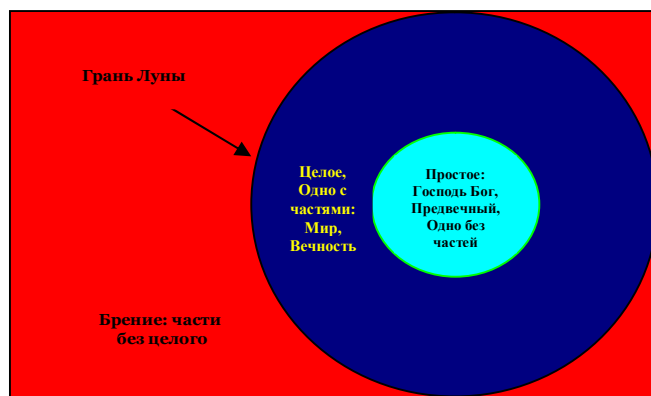 Грань Луны
Целое,
Одно с
частями:
Мир,
Вечность
Простое:
Господь Бог,
Предвечный,
Одно без
частей
Брение: части
без целого